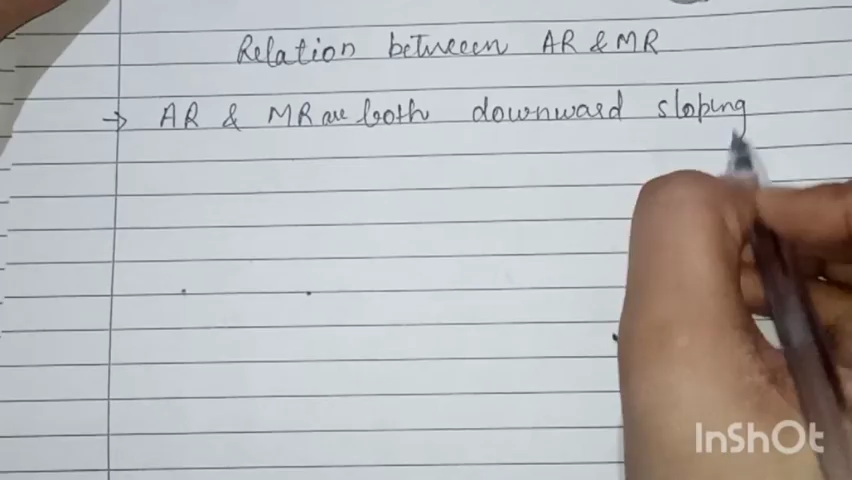 Relation between AR & MR
→ AR & MR are both downward sloping
InShOt